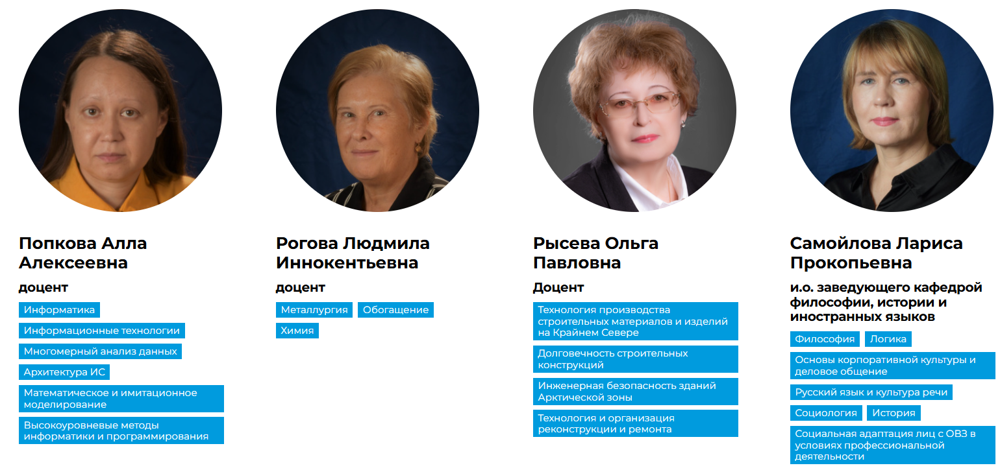 Попкова Алла
Алексеевна
доцент
Информатика
Информационные технологии
Многомерный анализ данных
Архитектура ИС
Математическое и имитационное
моделирование
Высокоуровневые методы
информатики и программирования
Рогова Людмила
Иннокентьевна
доцент
Металлургия
Обогащение
Химия
Рысева Ольга
Павловна
Доцент
Технология производства
строительных материалов и изделий
на Крайнем Севере
Долговечность строительных
конструкций
Инженерная безопасность зданий
Арктической зоны
Технология и организация
реконструкции и ремонта
Самойлова Лариса
Прокопьевна
и.о. заведующего кафедрой
философии, истории и
иностранных языков
Философия
Логика
Основы корпоративной культуры и
деловое общение
Русский язык и культура речи
Социология
История
Социальная адаптация лиц с ОВЗ в
условиях профессиональной
деятельности